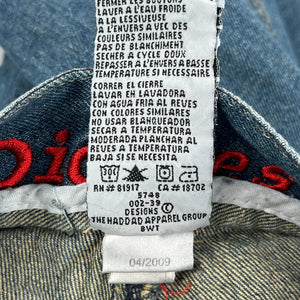 FERMER LES BOUTONS
LAVER A L'EAU FROIDE
A LA LESSIVEUSE
A L'ENVERS AVEC DES
COULEURS SIMILAIRES
PAS DE BLANCHIMENT
SECHER A CYCLE DOUX
REPASSER A L'ENVERS A BASSE
TEMPERATURE SI NECESSAIRE
CORRER EL CIERRE
LAVAR EN LAVADORA
CON AGUA FRIA AL REVES
CON COLORES SIMILARES
NO USAR BLANQUEADOR
SECAR A TEMPERATURA
MODERADA PLANCHAR AL
REVES A TEMPERATURA
BAJA SI SE NECESITA
RN# 81917 CA# 18702
5748
002-39
DESIGNS ©
THE HADDAD APPAREL GROUP
BWT
04/2009